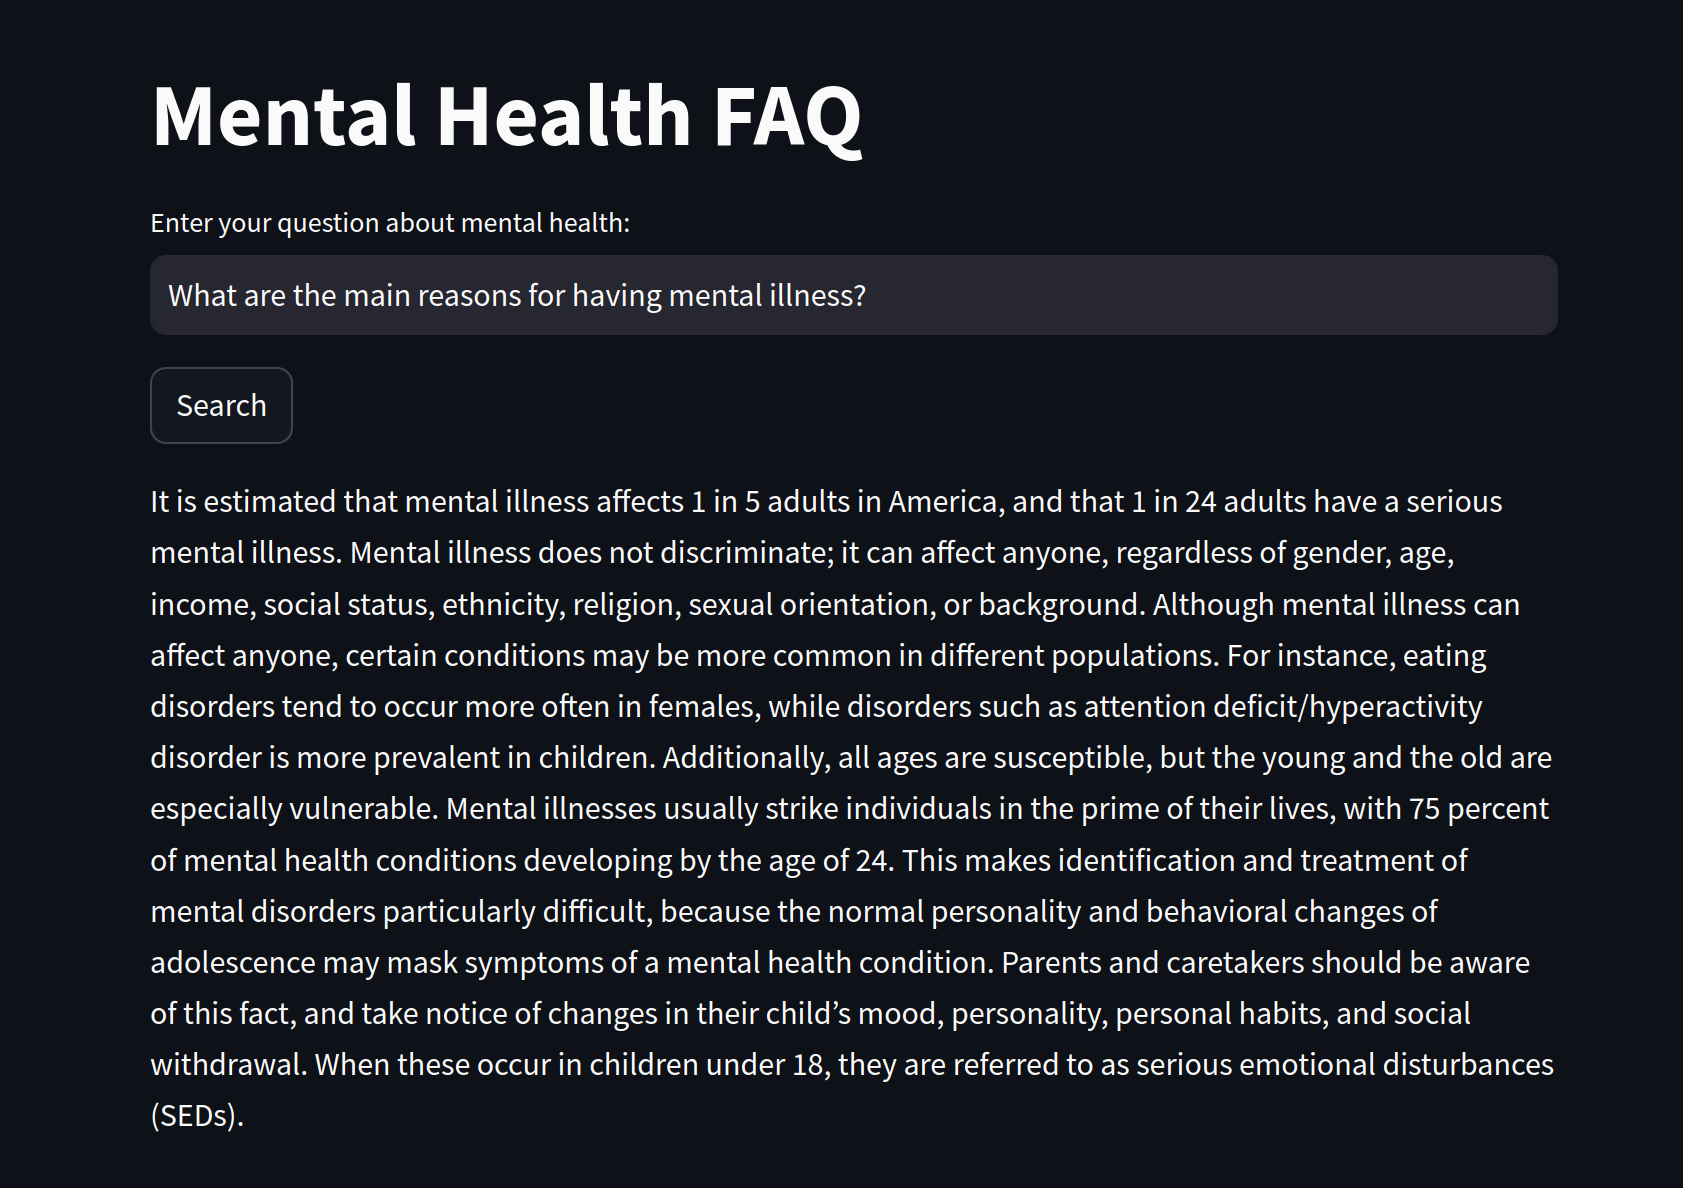 Mental Health FAQ
Enter your question about mental health:
What are the main reasons for having mental illness?
Search
It is estimated that mental illness affects 1 in 5 adults in America, and that 1 in 24 adults have a serious
mental illness. Mental illness does not discriminate; it can affect anyone, regardless of gender, age,
income, social status, ethnicity, religion, sexual orientation, or background. Although mental illness can
affect anyone, certain conditions may be more common in different populations. For instance, eating
disorders tend to occur more often in females, while disorders such as attention deficit/hyperactivity
disorder is more prevalent in children. Additionally, all ages are susceptible, but the young and the old are
especially vulnerable. Mental illnesses usually strike individuals in the prime of their lives, with 75 percent
of mental health conditions developing by the age of 24. This makes identification and treatment of
mental disorders particularly difficult, because the normal personality and behavioral changes of
adolescence may mask symptoms of a mental health condition. Parents and caretakers should be aware
of this fact, and take notice of changes in their child’s mood, personality, personal habits, and social
withdrawal. When these occur in children under 18, they are referred to as serious emotional disturbances
(SEDs).